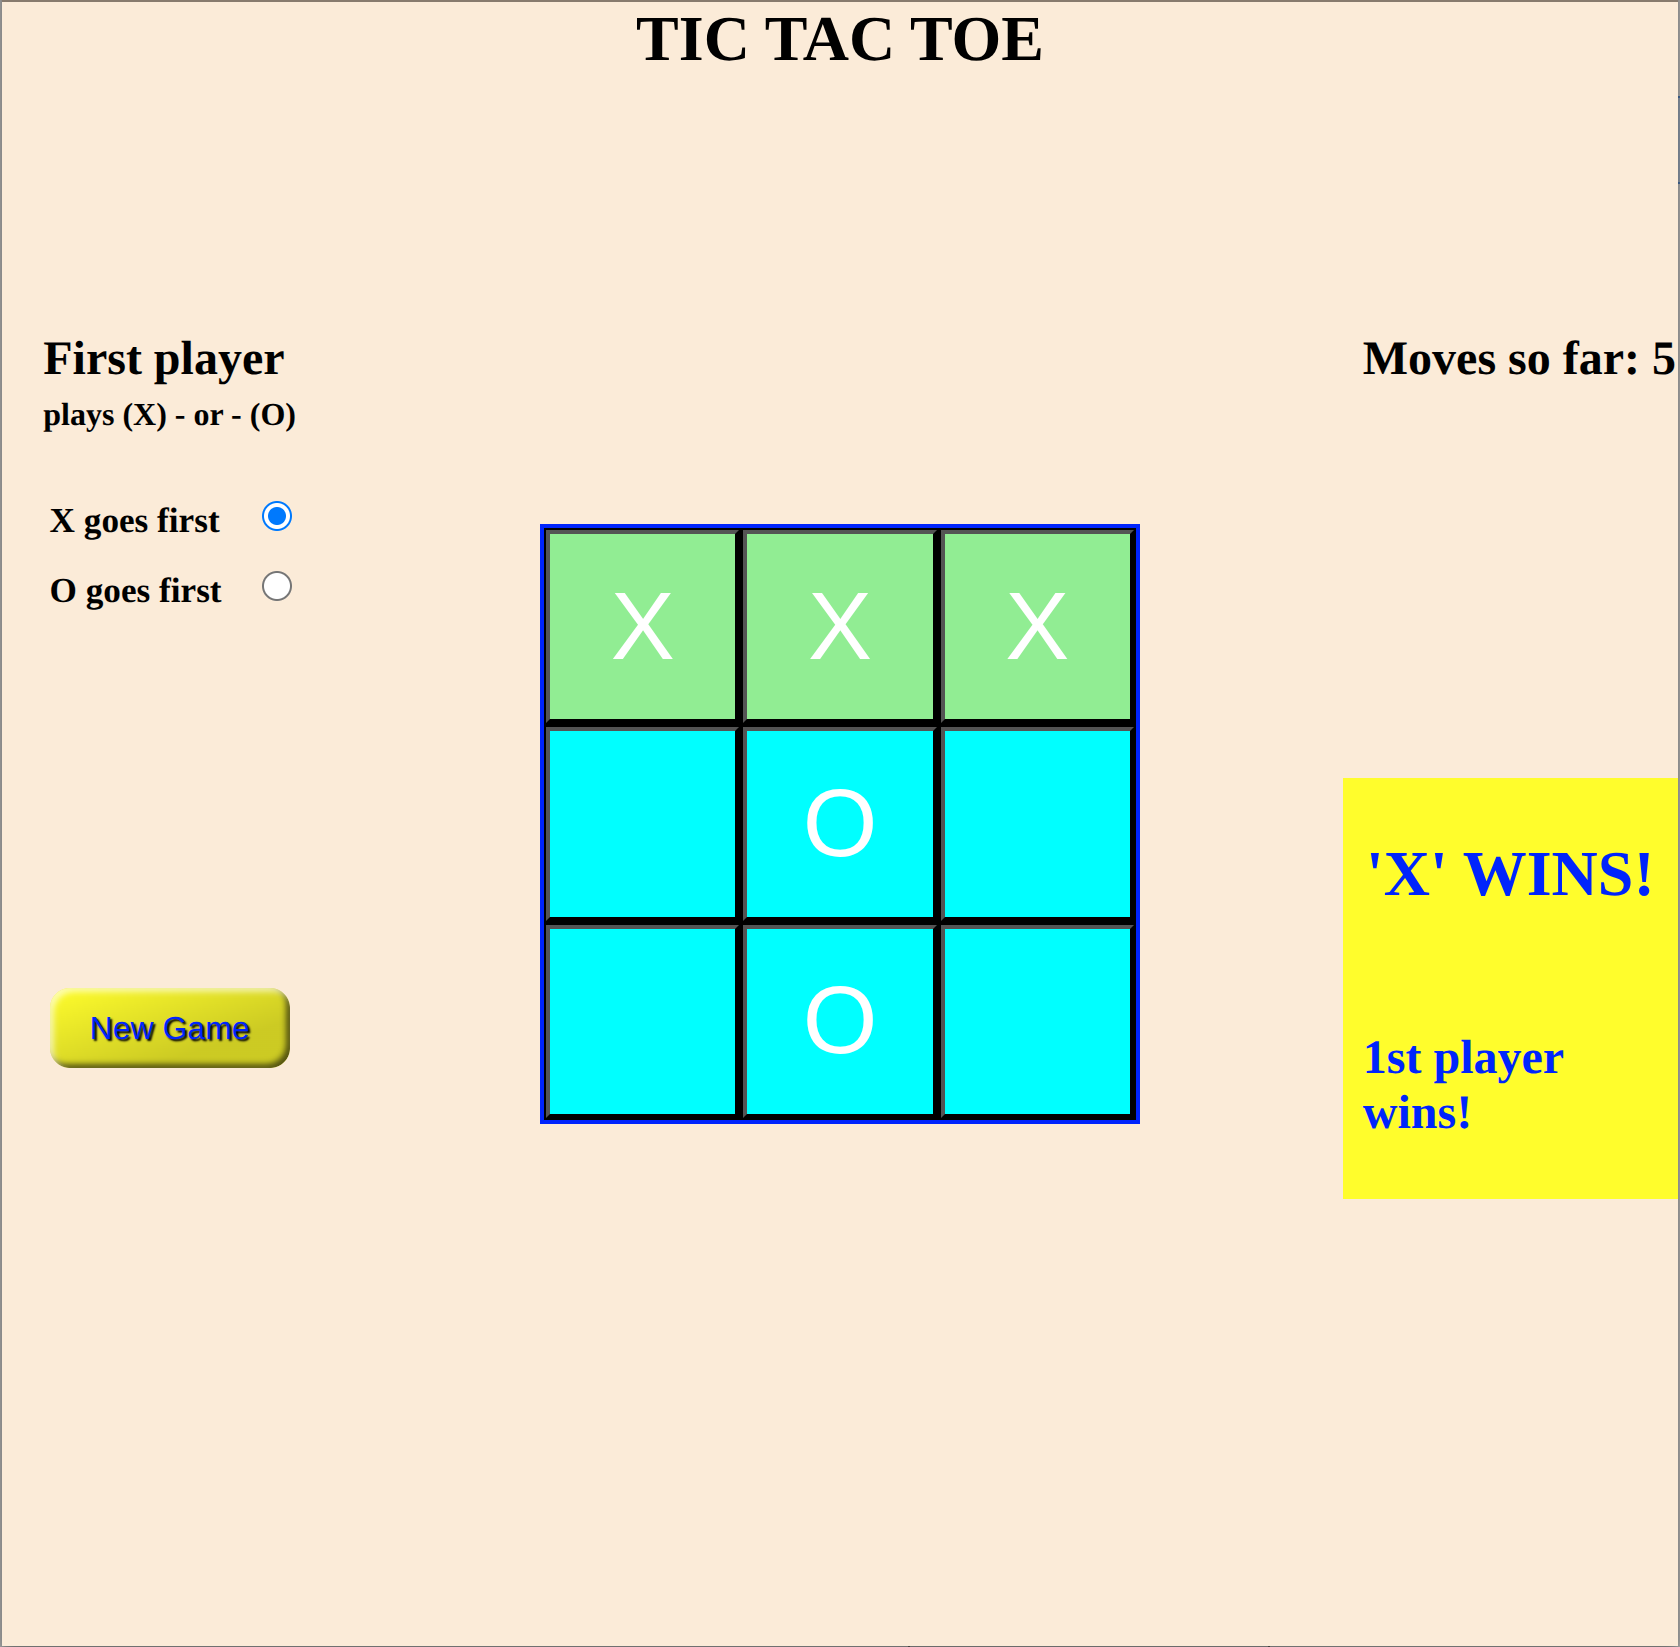 TIC TAC TOE
First player
plays (X) - or - (O)
X goes first
O goes first
New Game
X X X
O
O
Moves so far: 5
'X' WINS!
1st player
wins!